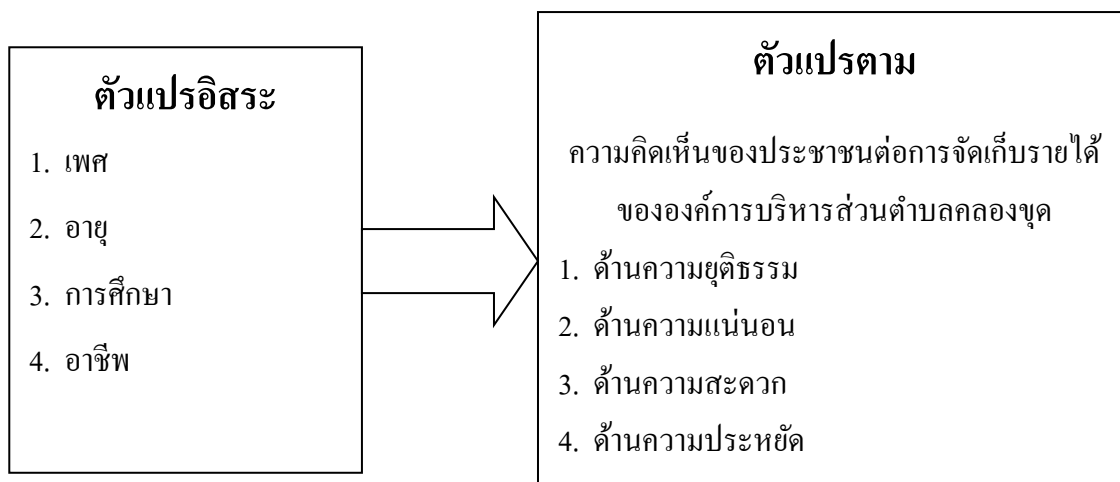 ตัวแปรอิสระ
1. เพศ
2. อายุ
3. การศึกษา
4. อาชีพ
ตัวแปรตาม
ความคิดเห็นของประชาชนต่อการจัดเก็บรายได้
ขององค์การบริหารส่วนตำบลคลองขุด
1. ด้านความยุติธรรม
2. ด้านความแน่นอน
3. ด้านความสะดวก
4. ด้านความประหยัด